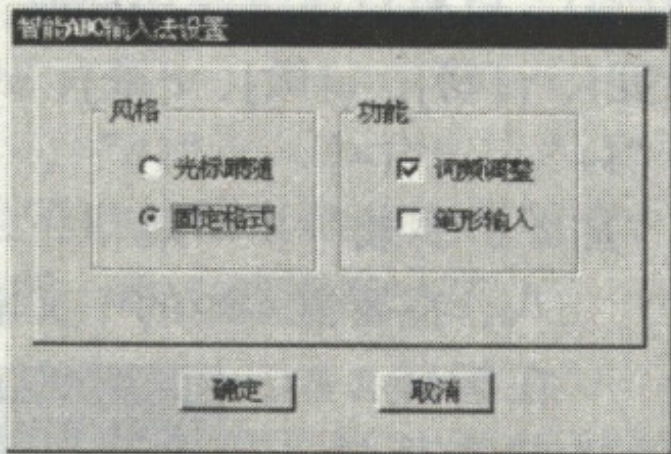 智能ABC输入法设置
风格
功能
光标跟随
词频调整
固定格式
笔形输入
确定
取消